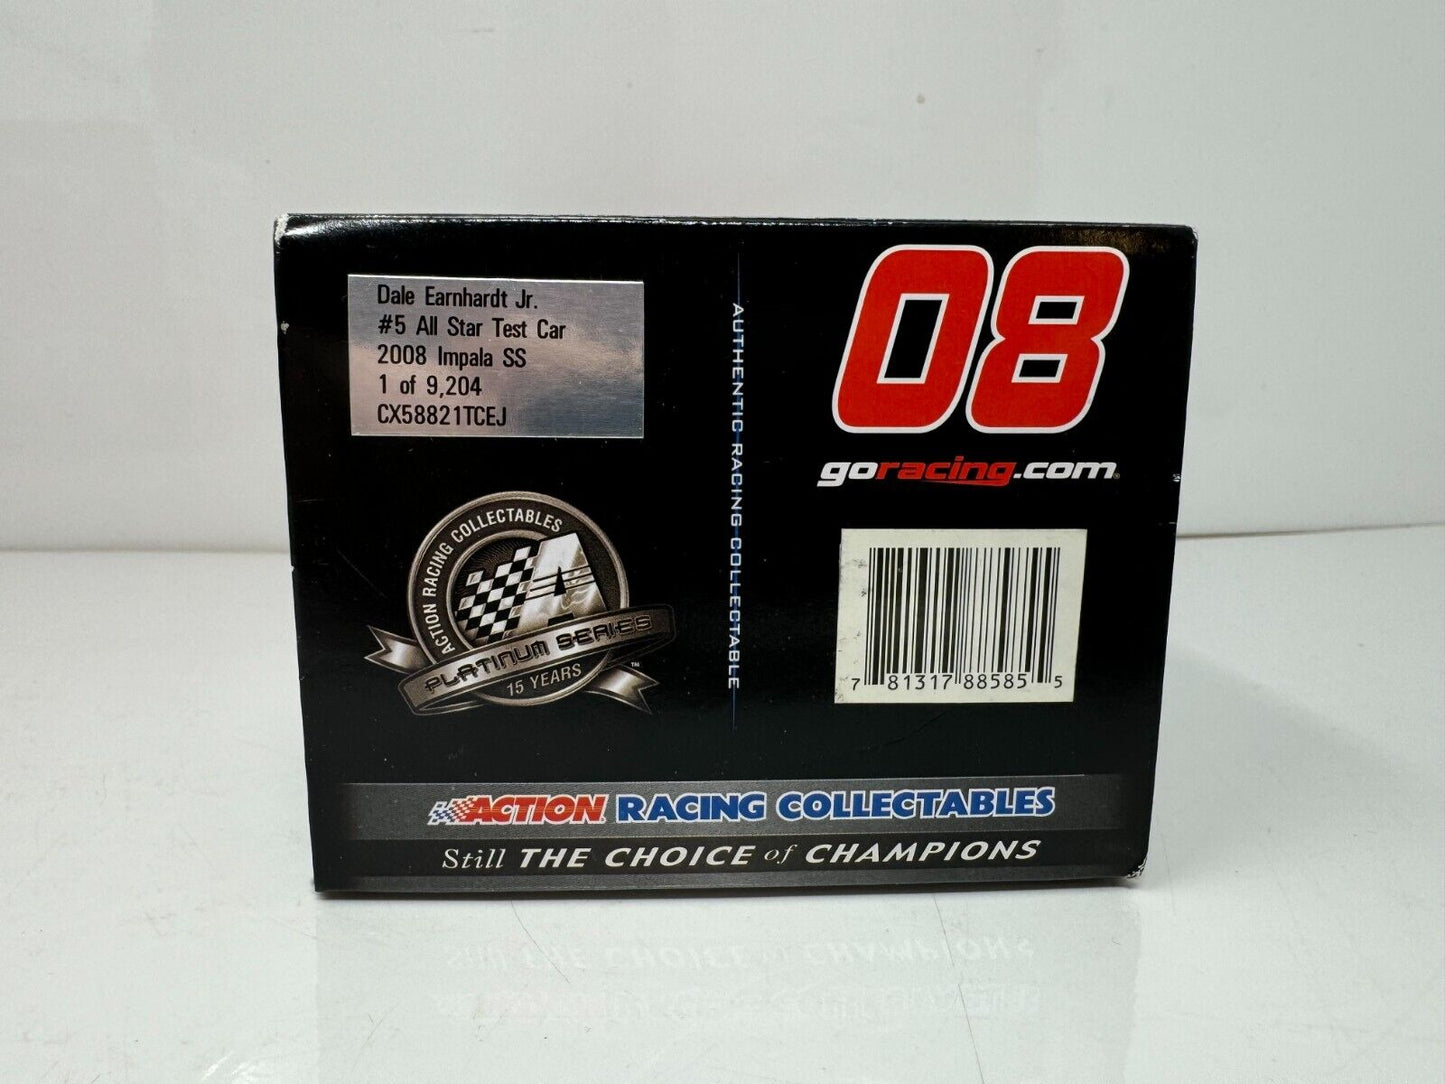 Dale Earnhardt Jr.
#5 All Star Test Car
2008 Impala SS
1 of 9,204
CX58821TCEJ
ACTION RACING COLLECTABLES
PLATINUM SERIES
TM
15 YEARS
AUTHENTIC RACING COLLECTABLE
08
goracing.com
7 81317 88585 5
ACTION RACING COLLECTABLES
Still THE CHOICE of CHAMPIONS